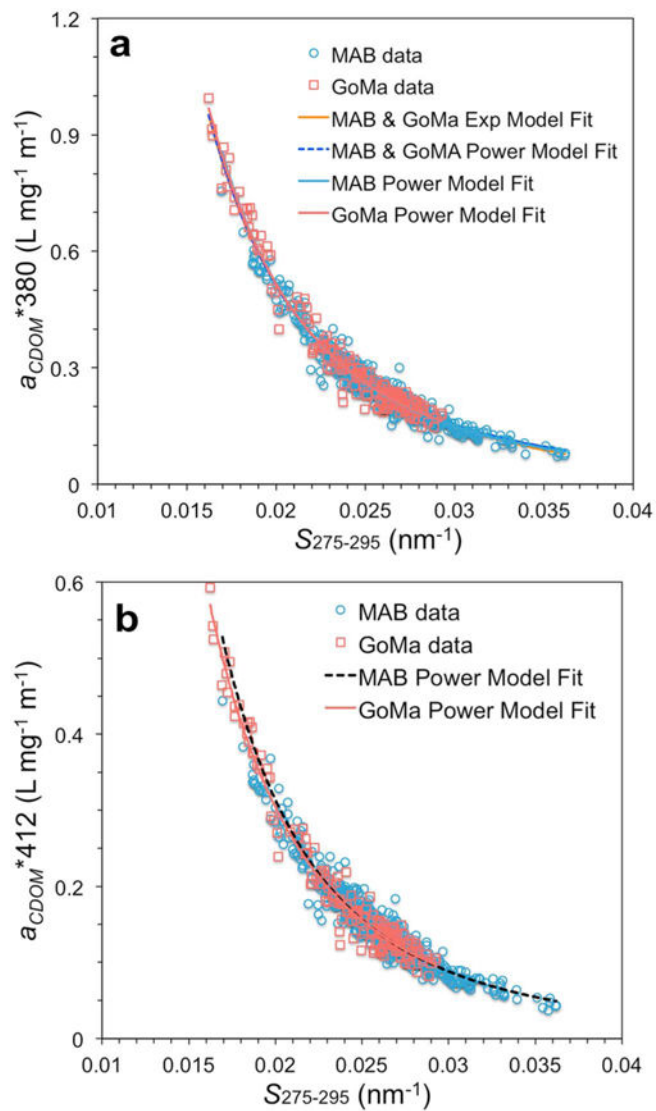 a
MAB data
GoMa data
MAB & GoMa Exp Model Fit
MAB & GoMA Power Model Fit
MAB Power Model Fit
GoMa Power Model Fit
1.2
0.9
0.6
0.3
0
aCDOM*380 (L mg-1 m-1)
0.01 0.015 0.02 0.025 0.03 0.035 0.04
S275-295 (nm-1)
b
MAB data
GoMa data
MAB Power Model Fit
GoMa Power Model Fit
0.6
0.4
0.2
0
aCDOM*412 (L mg-1 m-1)
0.01 0.015 0.02 0.025 0.03 0.035 0.04
S275-295 (nm-1)